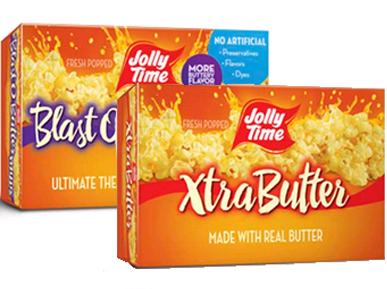 FRESH POPPED
Jolly
Time
NO ARTIFICIAL
• Preservatives
• Flavors
• Dyes
MORE
BUTTERY
FLAVOR
Blast O
ULTIMATE THE
FRESH POPPED
Jolly
Time
XtraButter
MADE WITH REAL BUTTER
XtraButter